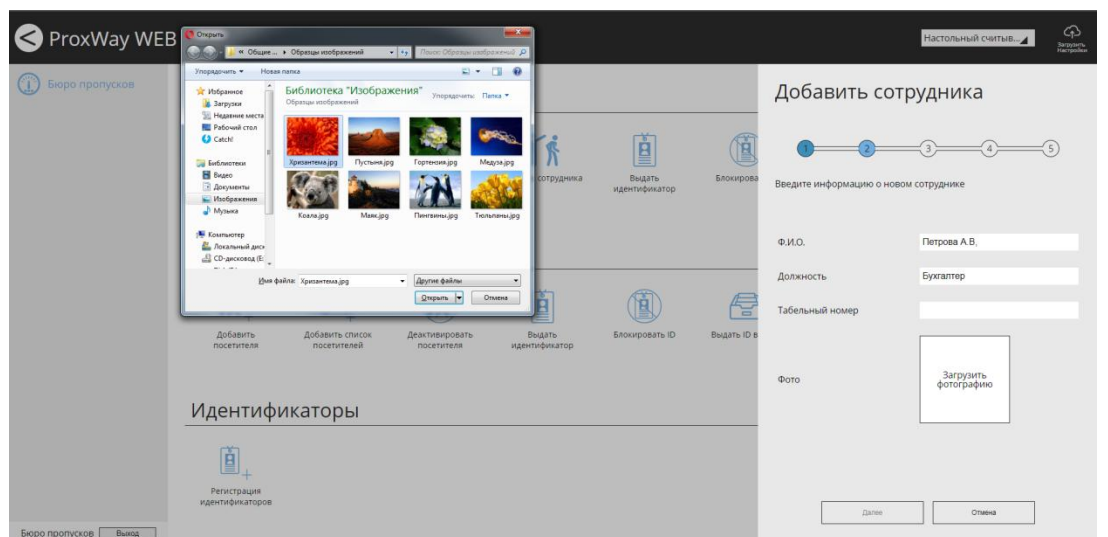 ProxWay WEB
Настольный считыв...
Загрузить
Настройки
Бюро пропусков
Открыть
« Общие ... ▸ Образцы изображений
Поиск: Образцы изображений
Упорядочить
Новая папка
Избранное
Загрузки
Недавние места
Рабочий стол
Catch!
Библиотеки
Видео
Документы
Изображения
Музыка
Компьютер
Локальный диск
CD-дисковод (E:
Библиотека "Изображения"
Образцы изображений
Упорядочить: Папка
Хризантема.jpg
Пустыня.jpg
Гортензия.jpg
Медуза.jpg
Коала.jpg
Маяк.jpg
Пингвины.jpg
Тюльпаны.jpg
Имя файла: Хризантема.jpg
Другие файлы
Открыть
Отмена
сотрудника
Выдать
идентификатор
Блокирова
Добавить
посетителя
Добавить список
посетителей
Деактивировать
посетителя
Выдать
идентификатор
Блокировать ID
Выдать ID в
Идентификаторы
Регистрация
идентификаторов
Бюро пропусков
Выход
Добавить сотрудника
1 2 3 4 5
Введите информацию о новом сотруднике
Ф.И.О.
Петрова А.В,
Должность
Бухгалтер
Табельный номер
Фото
Загрузить
фотографию
Далее
Отмена